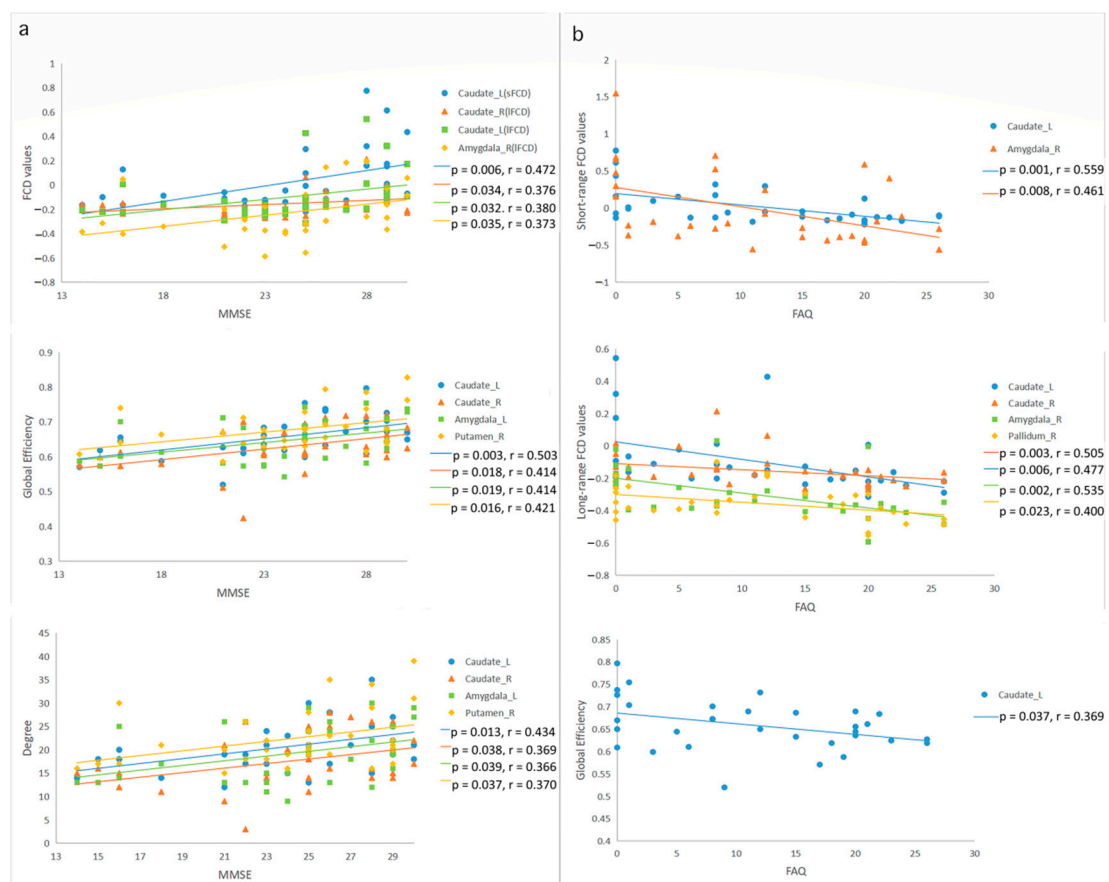 a
FCD values
1
0.8
0.6
0.4
0.2
0
−0.2
−0.4
−0.6
−0.8
13 18 23 28
MMSE
Caudate_L(sFCD)
Caudate_R(lFCD)
Caudate_L(lFCD)
Amygdala_R(lFCD)
p = 0.006, r = 0.472
p = 0.034, r = 0.376
p = 0.032. r = 0.380
p = 0.035, r = 0.373
Global Efficiency
0.9
0.8
0.7
0.6
0.5
0.4
0.3
13 18 23 28
MMSE
Caudate_L
Caudate_R
Amygdala_L
Putamen_R
p = 0.003, r = 0.503
p = 0.018, r = 0.414
p = 0.019, r = 0.414
p = 0.016, r = 0.421
Degree
45
40
35
30
25
20
15
10
5
0
14 15 17 19 21 23 25 27 29
MMSE
Caudate_L
Caudate_R
Amygdala_L
Putamen_R
p = 0.013, r = 0.434
p = 0.038, r = 0.369
p = 0.039, r = 0.366
p = 0.037, r = 0.370
b
Short-range FCD values
2
1.5
1
0.5
0
−0.5
−1
0 5 10 15 20 25 30
FAQ
Caudate_L
Amygdala_R
p = 0.001, r = 0.559
p = 0.008, r = 0.461
Long-range FCD values
0.6
0.4
0.2
0
−0.2
−0.4
−0.6
−0.8
0 5 10 15 20 25 30
FAQ
Caudate_L
Caudate_R
Amygdala_R
Pallidum_R
p = 0.003, r = 0.505
p = 0.006, r = 0.477
p = 0.002, r = 0.535
p = 0.023, r = 0.400
Global Efficiency
0.85
0.8
0.75
0.7
0.65
0.6
0.55
0.5
0.45
0.4
0 5 10 15 20 25 30
FAQ
Caudate_L
p = 0.037, r = 0.369